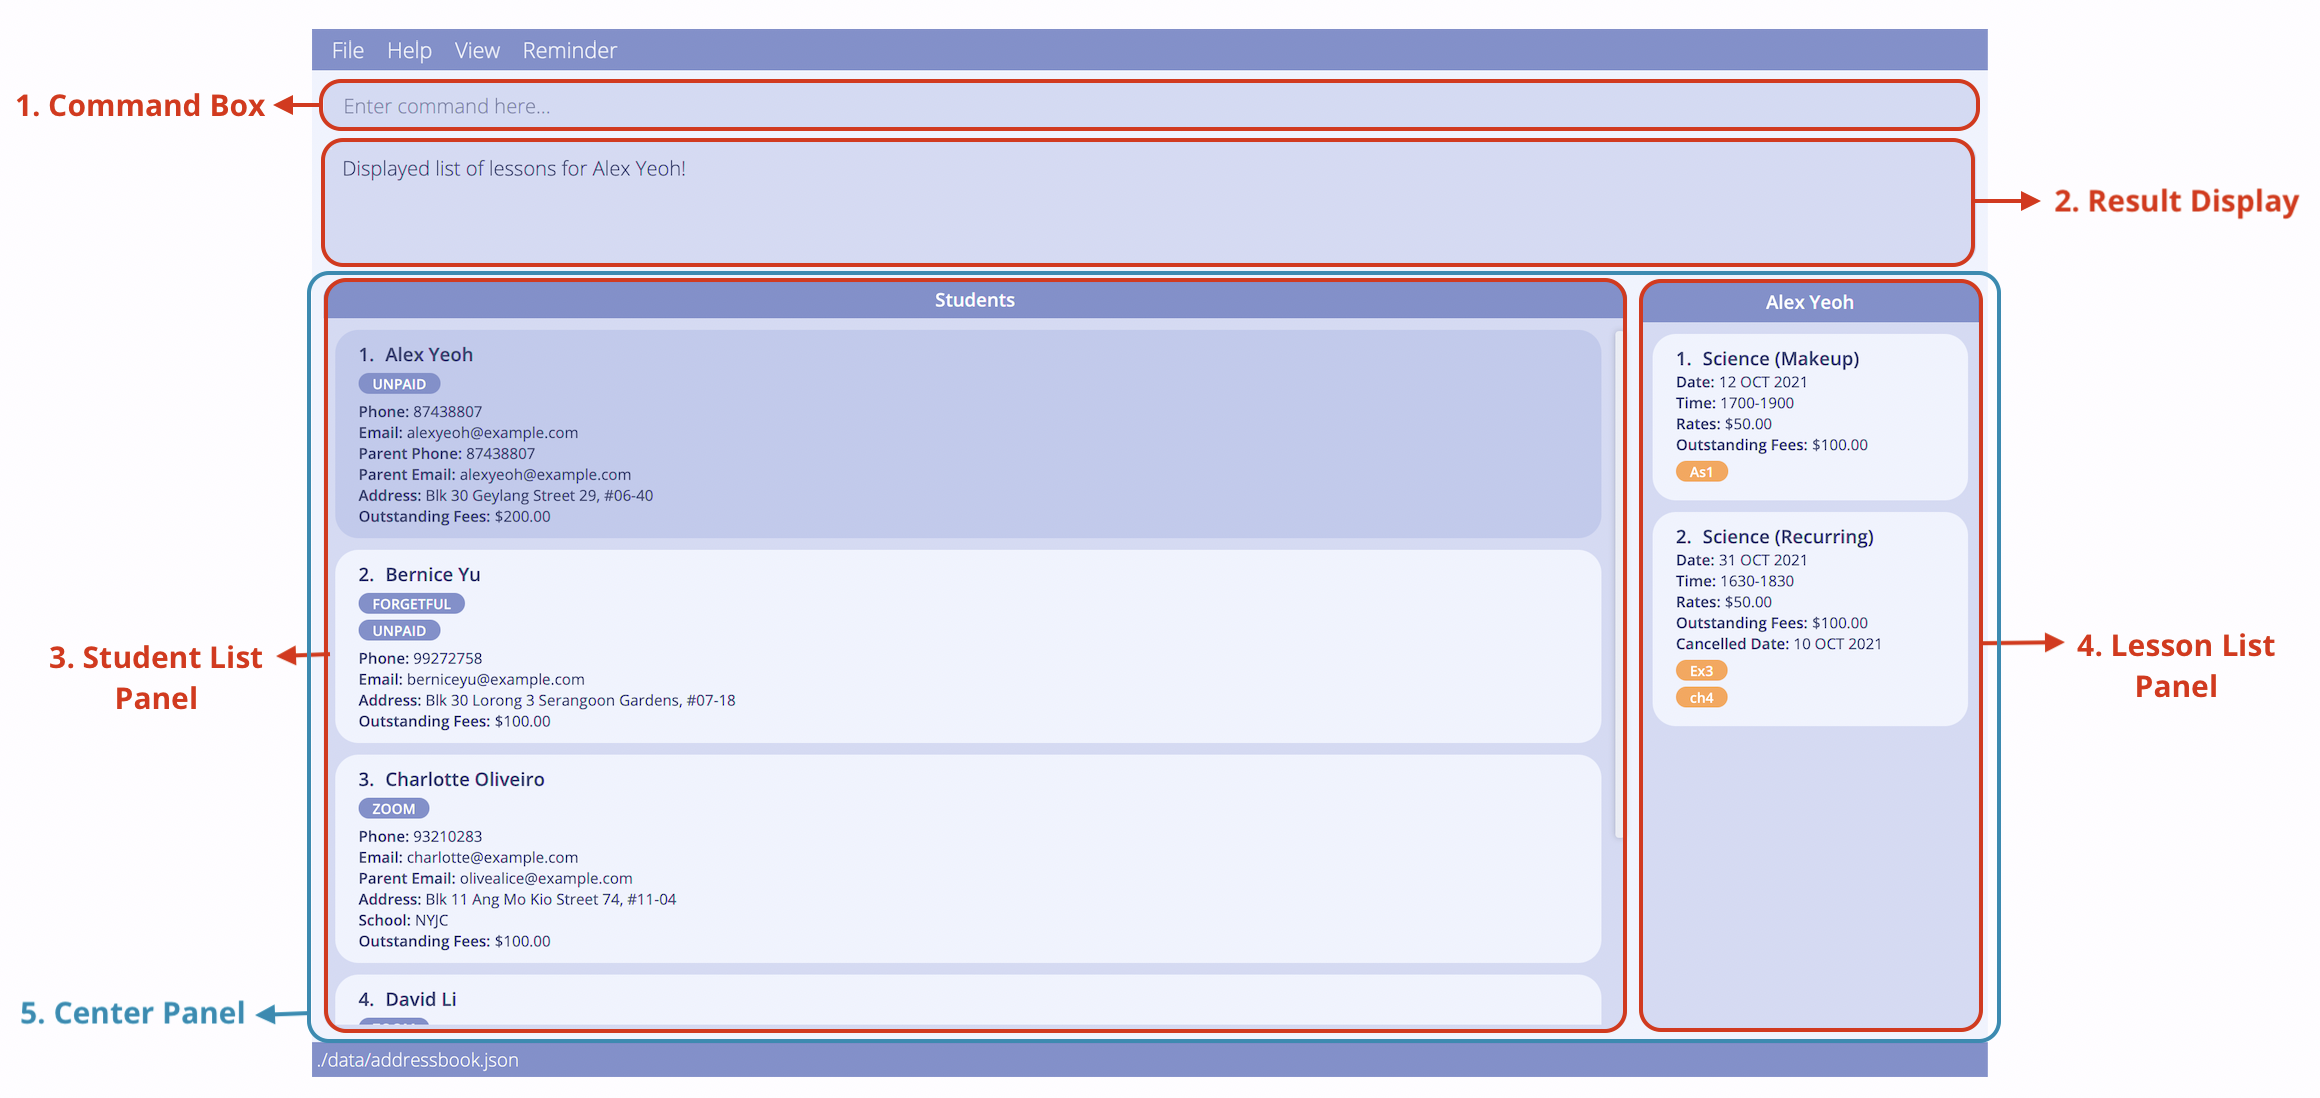 File Help View Reminder
1. Command Box
Enter command here...
Displayed list of lessons for Alex Yeoh!
2. Result Display
Students
1. Alex Yeoh
UNPAID
Phone: 87438807
Email: alexyeoh@example.com
Parent Phone: 87438807
Parent Email: alexyeoh@example.com
Address: Blk 30 Geylang Street 29, #06-40
Outstanding Fees: $200.00
2. Bernice Yu
FORGETFUL
UNPAID
Phone: 99272758
Email: berniceyu@example.com
Address: Blk 30 Lorong 3 Serangoon Gardens, #07-18
Outstanding Fees: $100.00
3. Charlotte Oliveiro
ZOOM
Phone: 93210283
Email: charlotte@example.com
Parent Email: olivealice@example.com
Address: Blk 11 Ang Mo Kio Street 74, #11-04
School: NYJC
Outstanding Fees: $100.00
4. David Li
3. Student List
Panel
Alex Yeoh
1. Science (Makeup)
Date: 12 OCT 2021
Time: 1700-1900
Rates: $50.00
Outstanding Fees: $100.00
As1
2. Science (Recurring)
Date: 31 OCT 2021
Time: 1630-1830
Rates: $50.00
Outstanding Fees: $100.00
Cancelled Date: 10 OCT 2021
Ex3
ch4
4. Lesson List
Panel
5. Center Panel
./data/addressbook.json